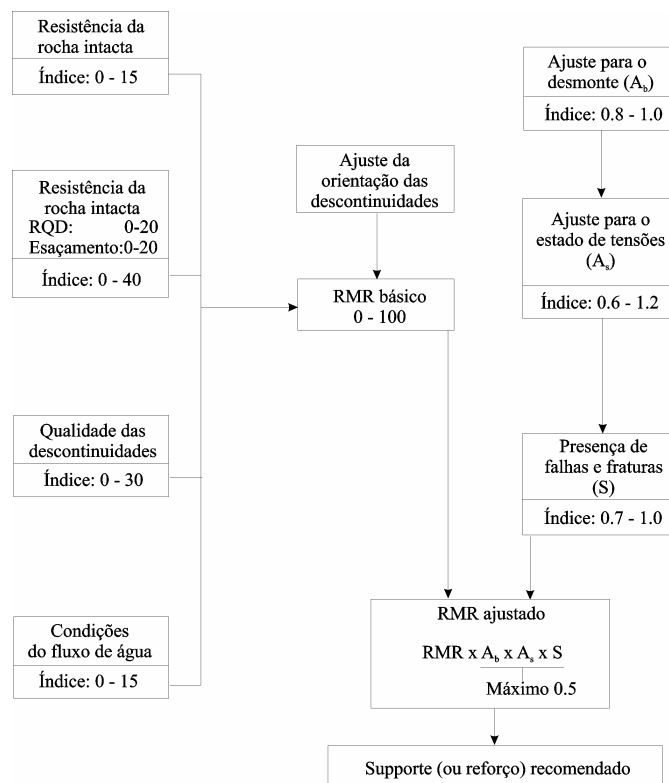 Resistência da
rocha intacta
Índice: 0 - 15
Resistência da
rocha intacta
RQD: 0-20
Esaçamento:0-20
Índice: 0 - 40
Qualidade das
descontinuidades
Índice: 0 - 30
Condições
do fluxo de água
Índice: 0 - 15
Ajuste da
orientação das
descontinuidades
RMR básico
0 - 100
Ajuste para o
desmonte (Ab)
Índice: 0.8 - 1.0
Ajuste para o
estado de tensões
(As)
Índice: 0.6 - 1.2
Presença de
falhas e fraturas
(S)
Índice: 0.7 - 1.0
RMR ajustado
RMR x Ab x As x S
Máximo 0.5
Supporte (ou reforço) recomendado